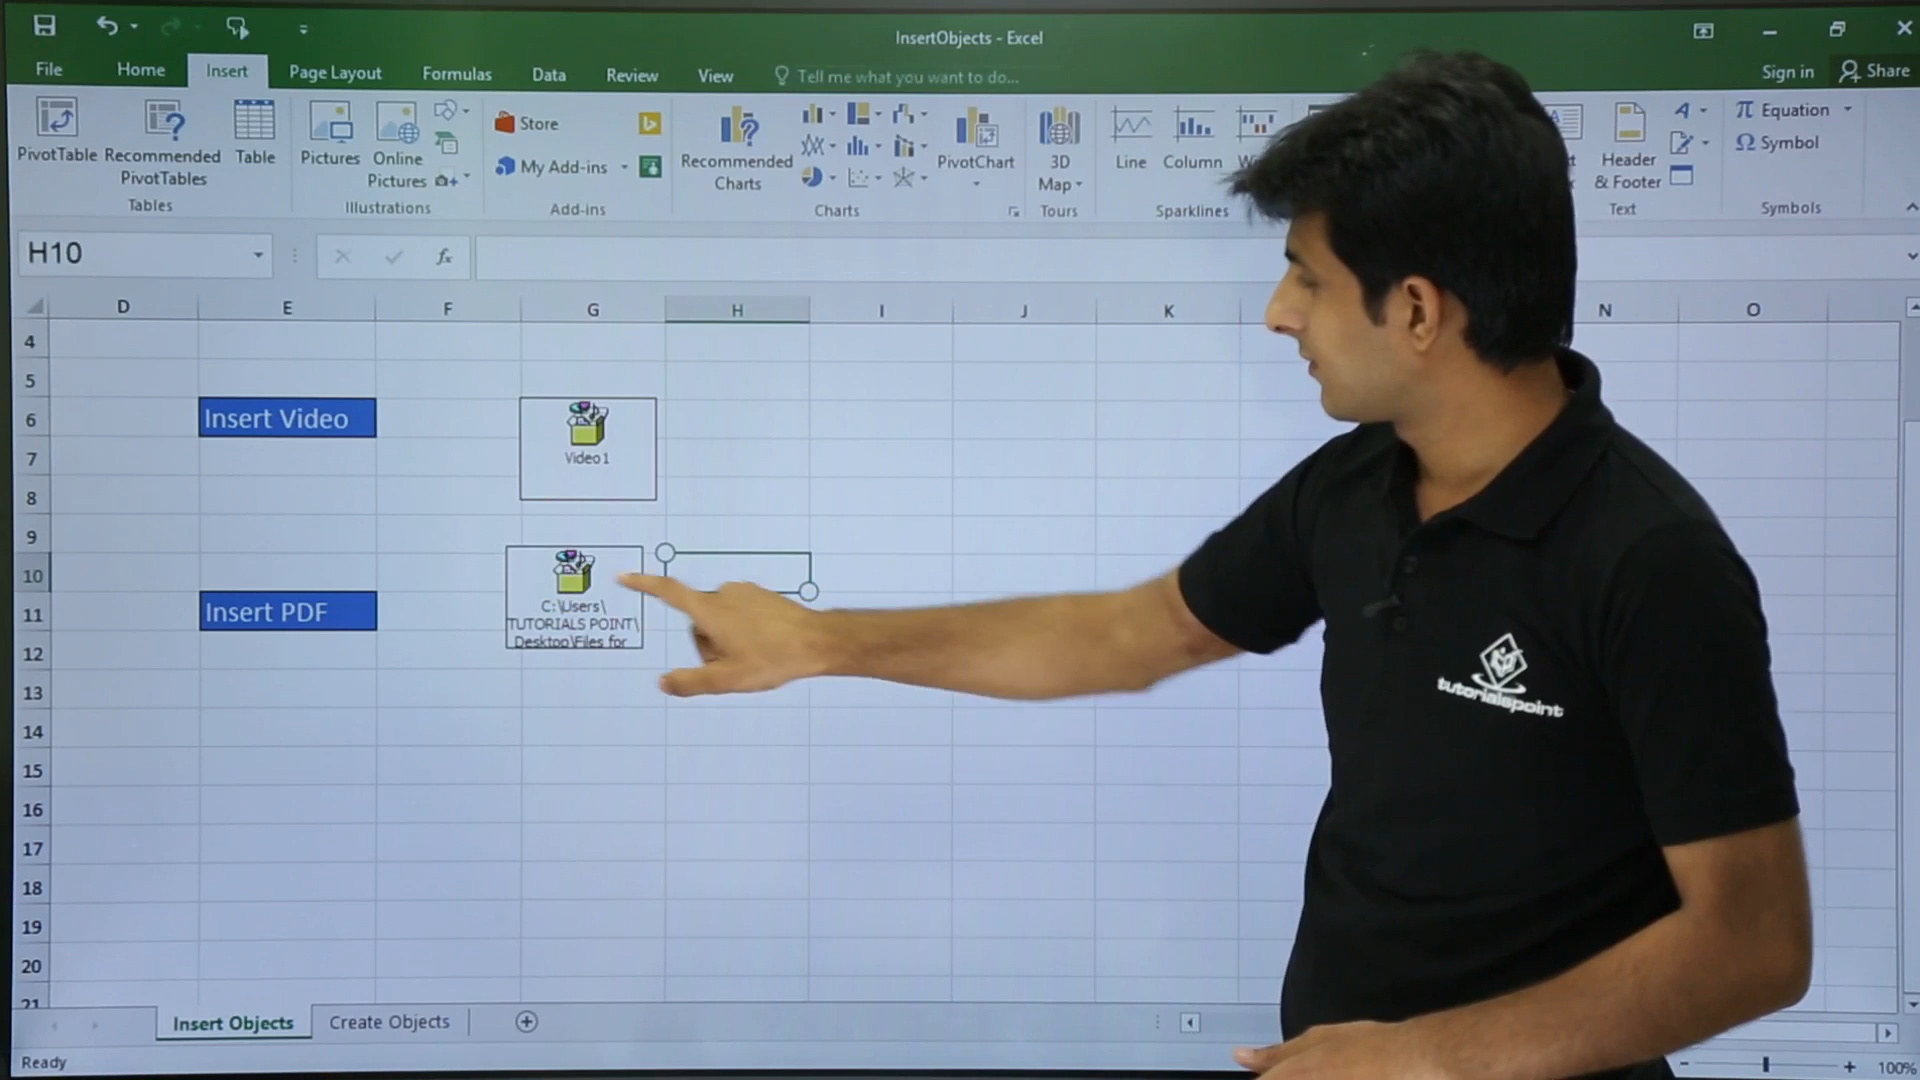 InsertObjects - Excel
File Home Insert Page Layout Formulas Data Review View Tell me what you want to do... Sign in Share
PivotTable Recommended PivotTables Table
Tables
Pictures Online Pictures
Illustrations
Store
My Add-ins
Add-ins
Recommended Charts
PivotChart
Charts
3D Map
Tours
Line Column
Sparklines
Header & Footer
Text
Equation
Symbol
Symbols
H10
fx
D E F G H I J K N O
4
5
6 Insert Video
Video1
7
8
9
10
C:\Users\
11 Insert PDF
TUTORIALS POINT\
Desktop\Files for
12
13
14
15
16
17
18
19
20
21
tutorialspoint
Insert Objects Create Objects
Ready
100%